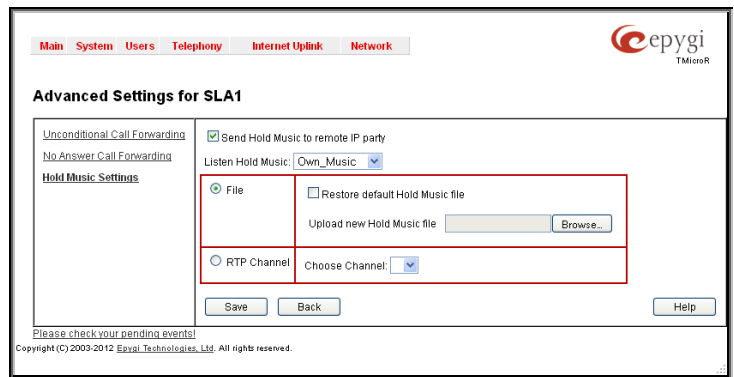 Main System Users Telephony Internet Uplink Network
epygi
TMicroR
Advanced Settings for SLA1
Unconditional Call Forwarding
No Answer Call Forwarding
Hold Music Settings
Send Hold Music to remote IP party
Listen Hold Music: Own_Music
File
Restore default Hold Music file
Upload new Hold Music file Browse...
RTP Channel Choose Channel:
Save Back Help
Please check your pending events!
Copyright (C) 2003-2012 Epygi Technologies, Ltd. All rights reserved.